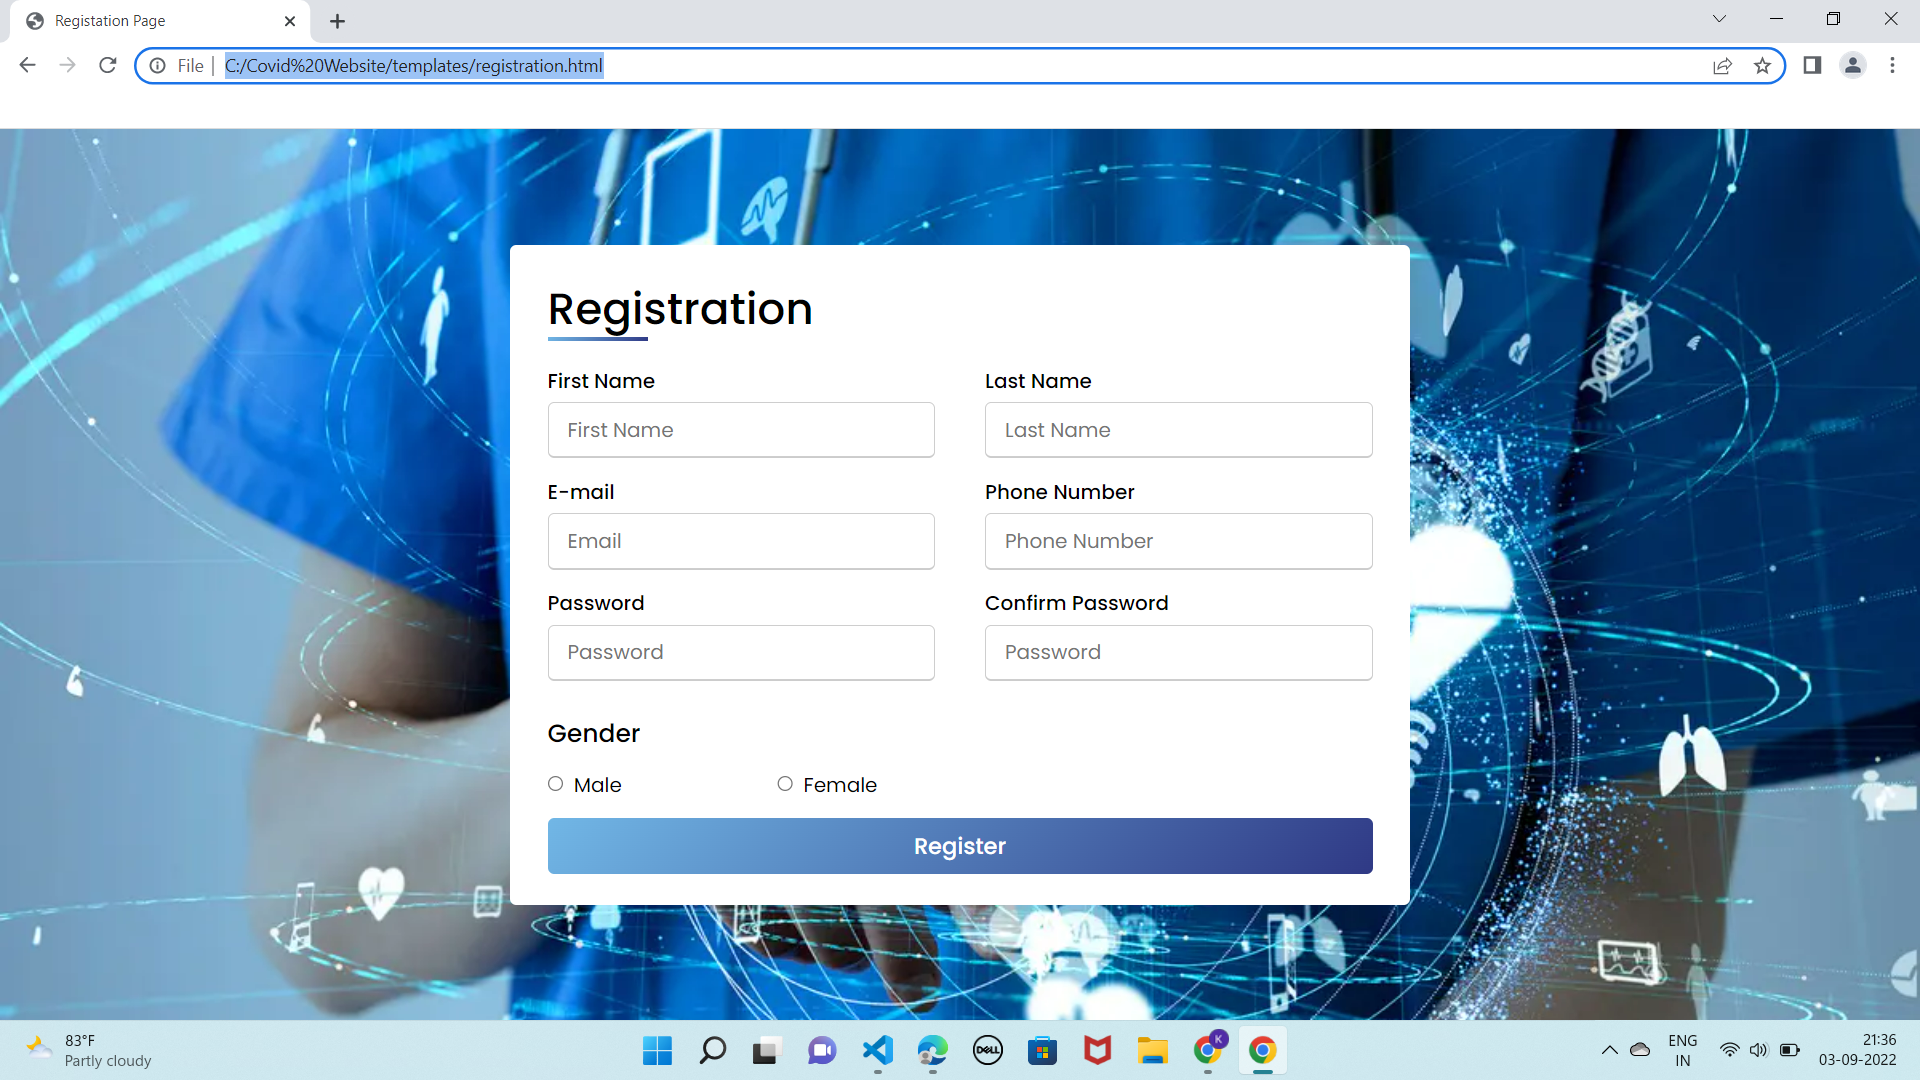 Registation Page
File | C:/Covid%20Website/templates/registration.html
Registration
First Name
Last Name
First Name
Last Name
E-mail
Phone Number
Email
Phone Number
Password
Confirm Password
Password
Password
Gender
Male
Female
Register
83°F
Partly cloudy
DELL
K
ENG
IN
21:36
03-09-2022